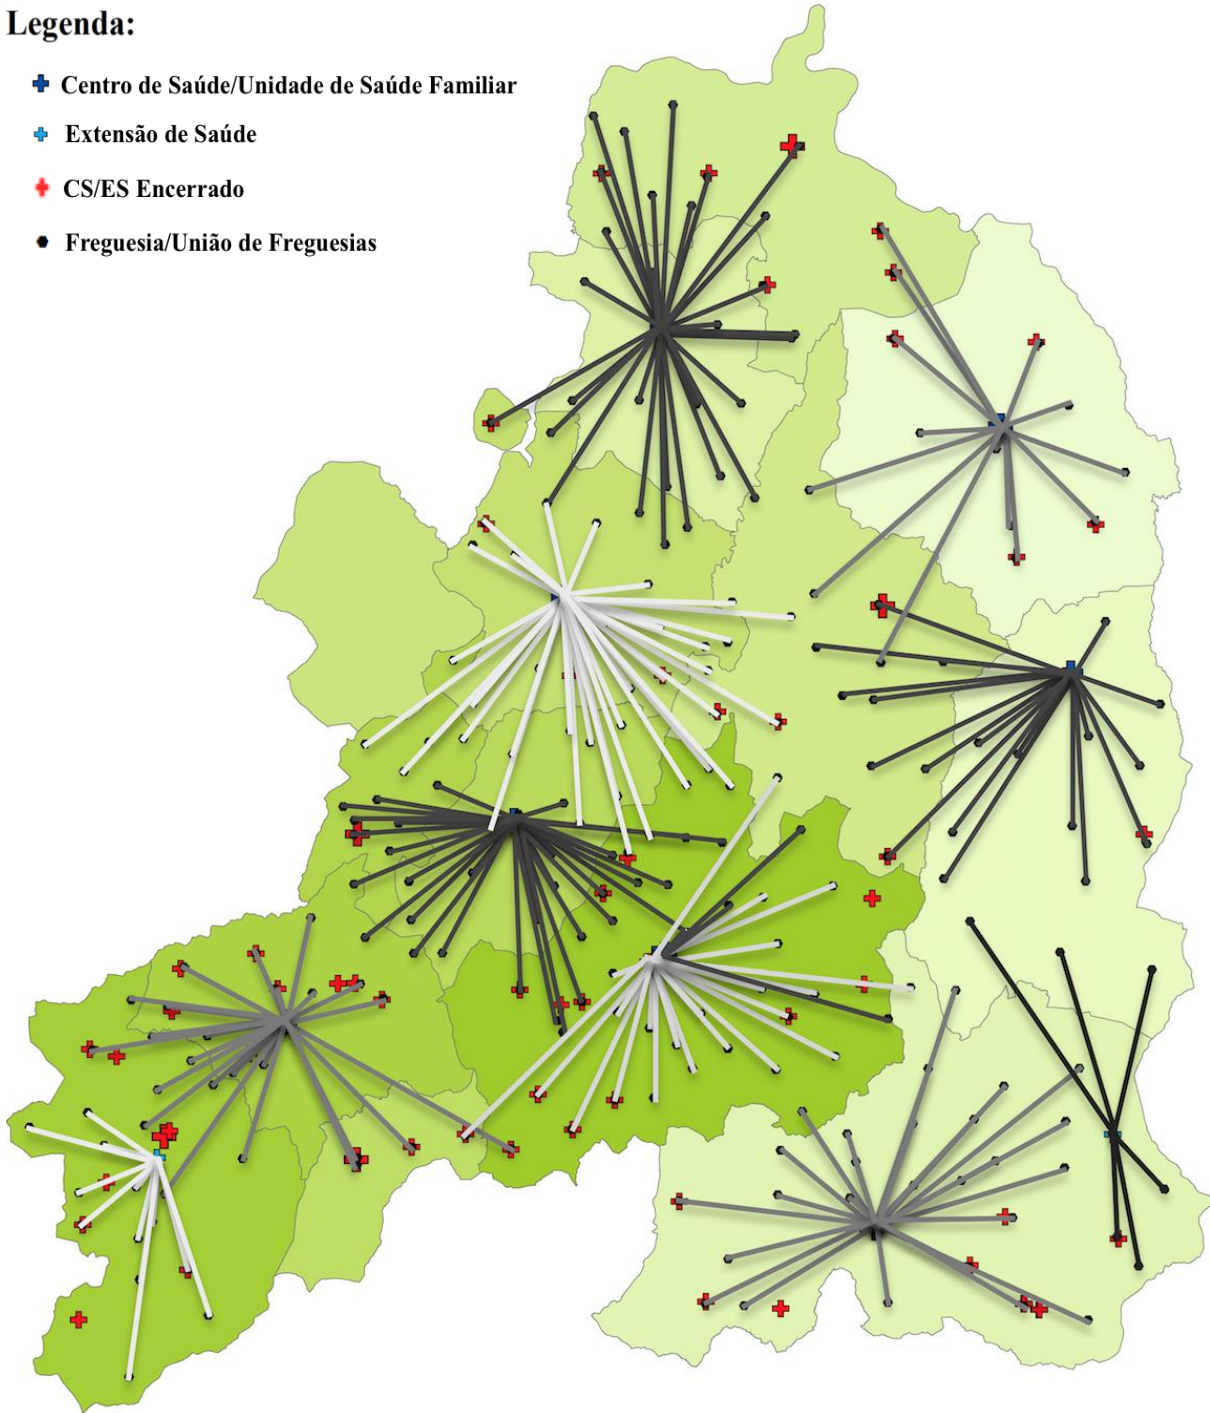 Legenda:
Centro de Saúde/Unidade de Saúde Familiar
Extensão de Saúde
CS/ES Encerrado
Freguesia/União de Freguesias